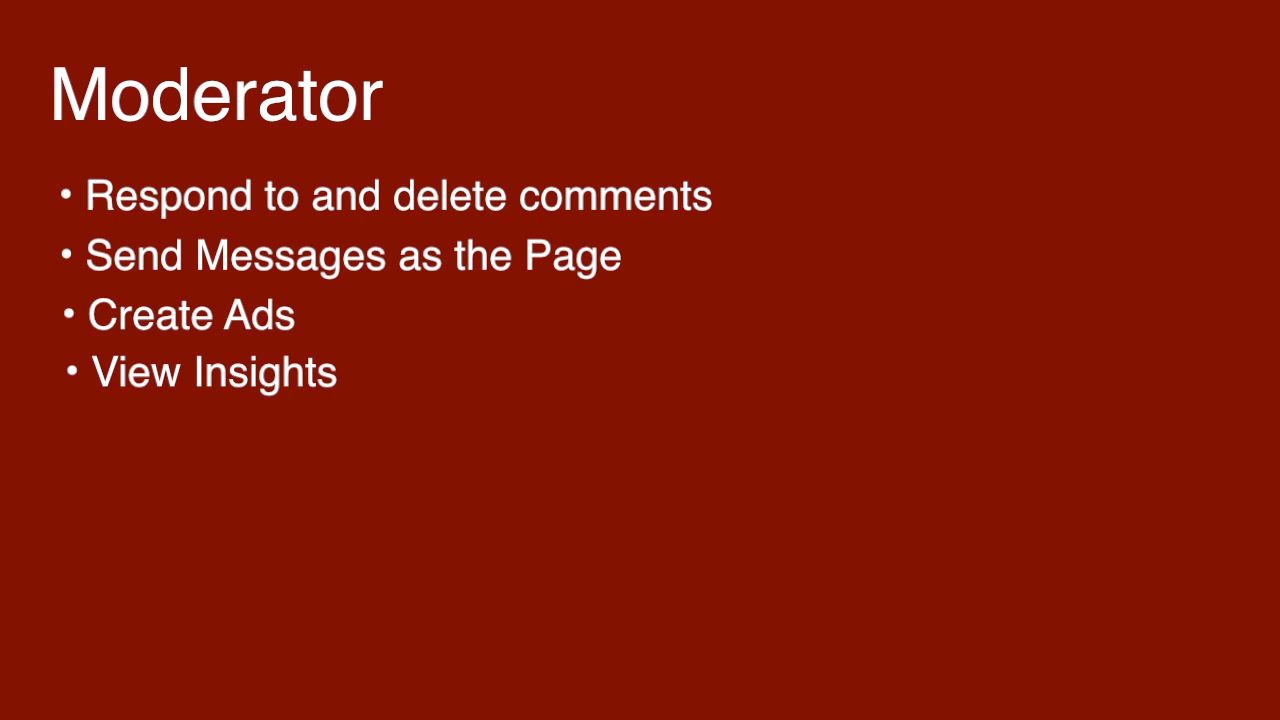 Moderator
• Respond to and delete comments
• Send Messages as the Page
• Create Ads
• View Insights